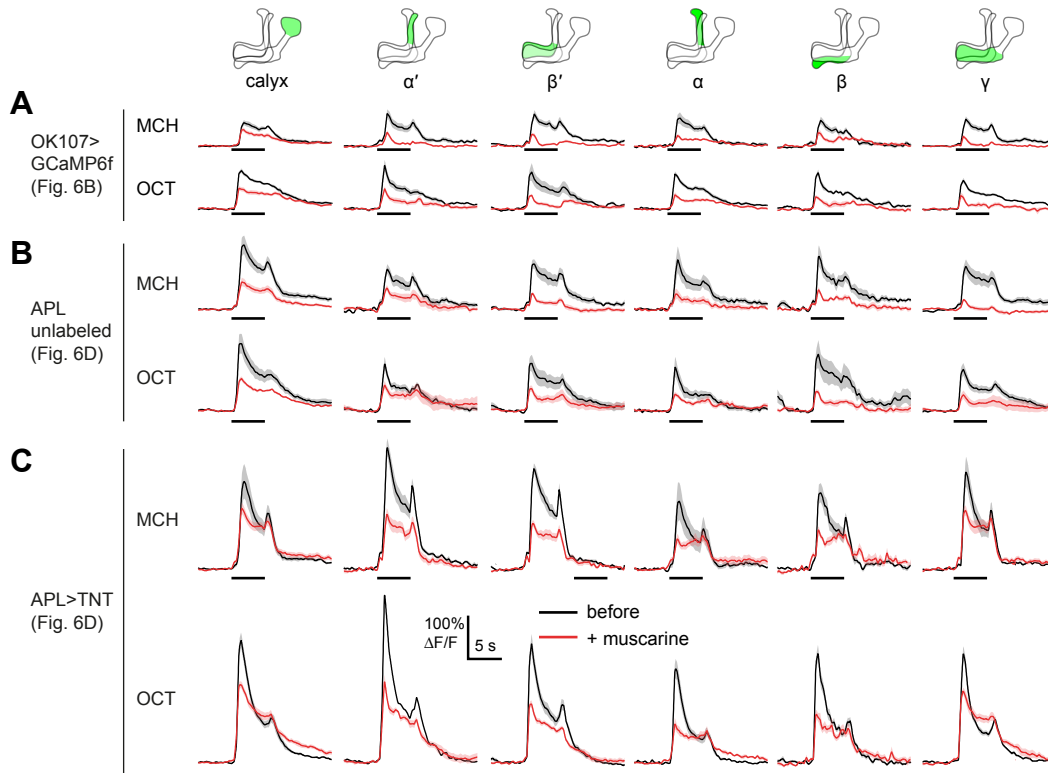 calyx α′ β′ α β γ
A
OK107>
GCaMP6f
(Fig. 6B)
MCH
OCT
B
APL
unlabeled
(Fig. 6D)
MCH
OCT
C
APL>TNT
(Fig. 6D)
MCH
OCT
100%
ΔF/F
5 s
before
+ muscarine